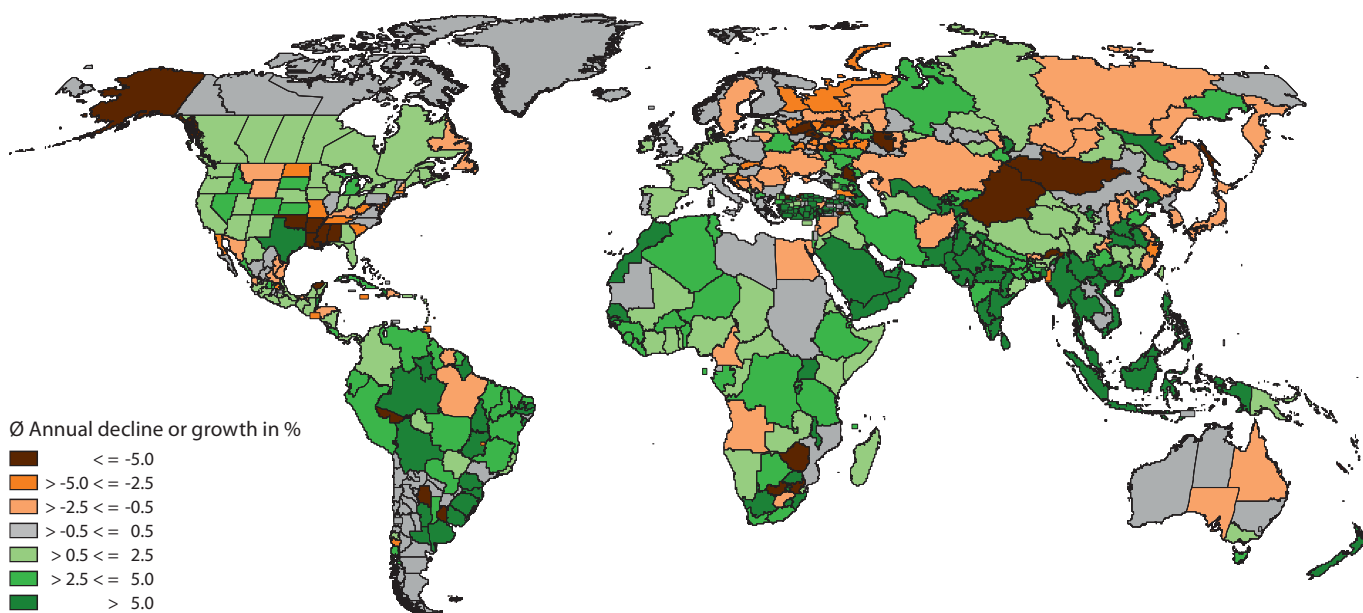 Ø Annual decline or growth in %
<= -5.0
> -5.0 <= -2.5
> -2.5 <= -0.5
> -0.5 <= 0.5
> 0.5 <= 2.5
> 2.5 <= 5.0
> 5.0